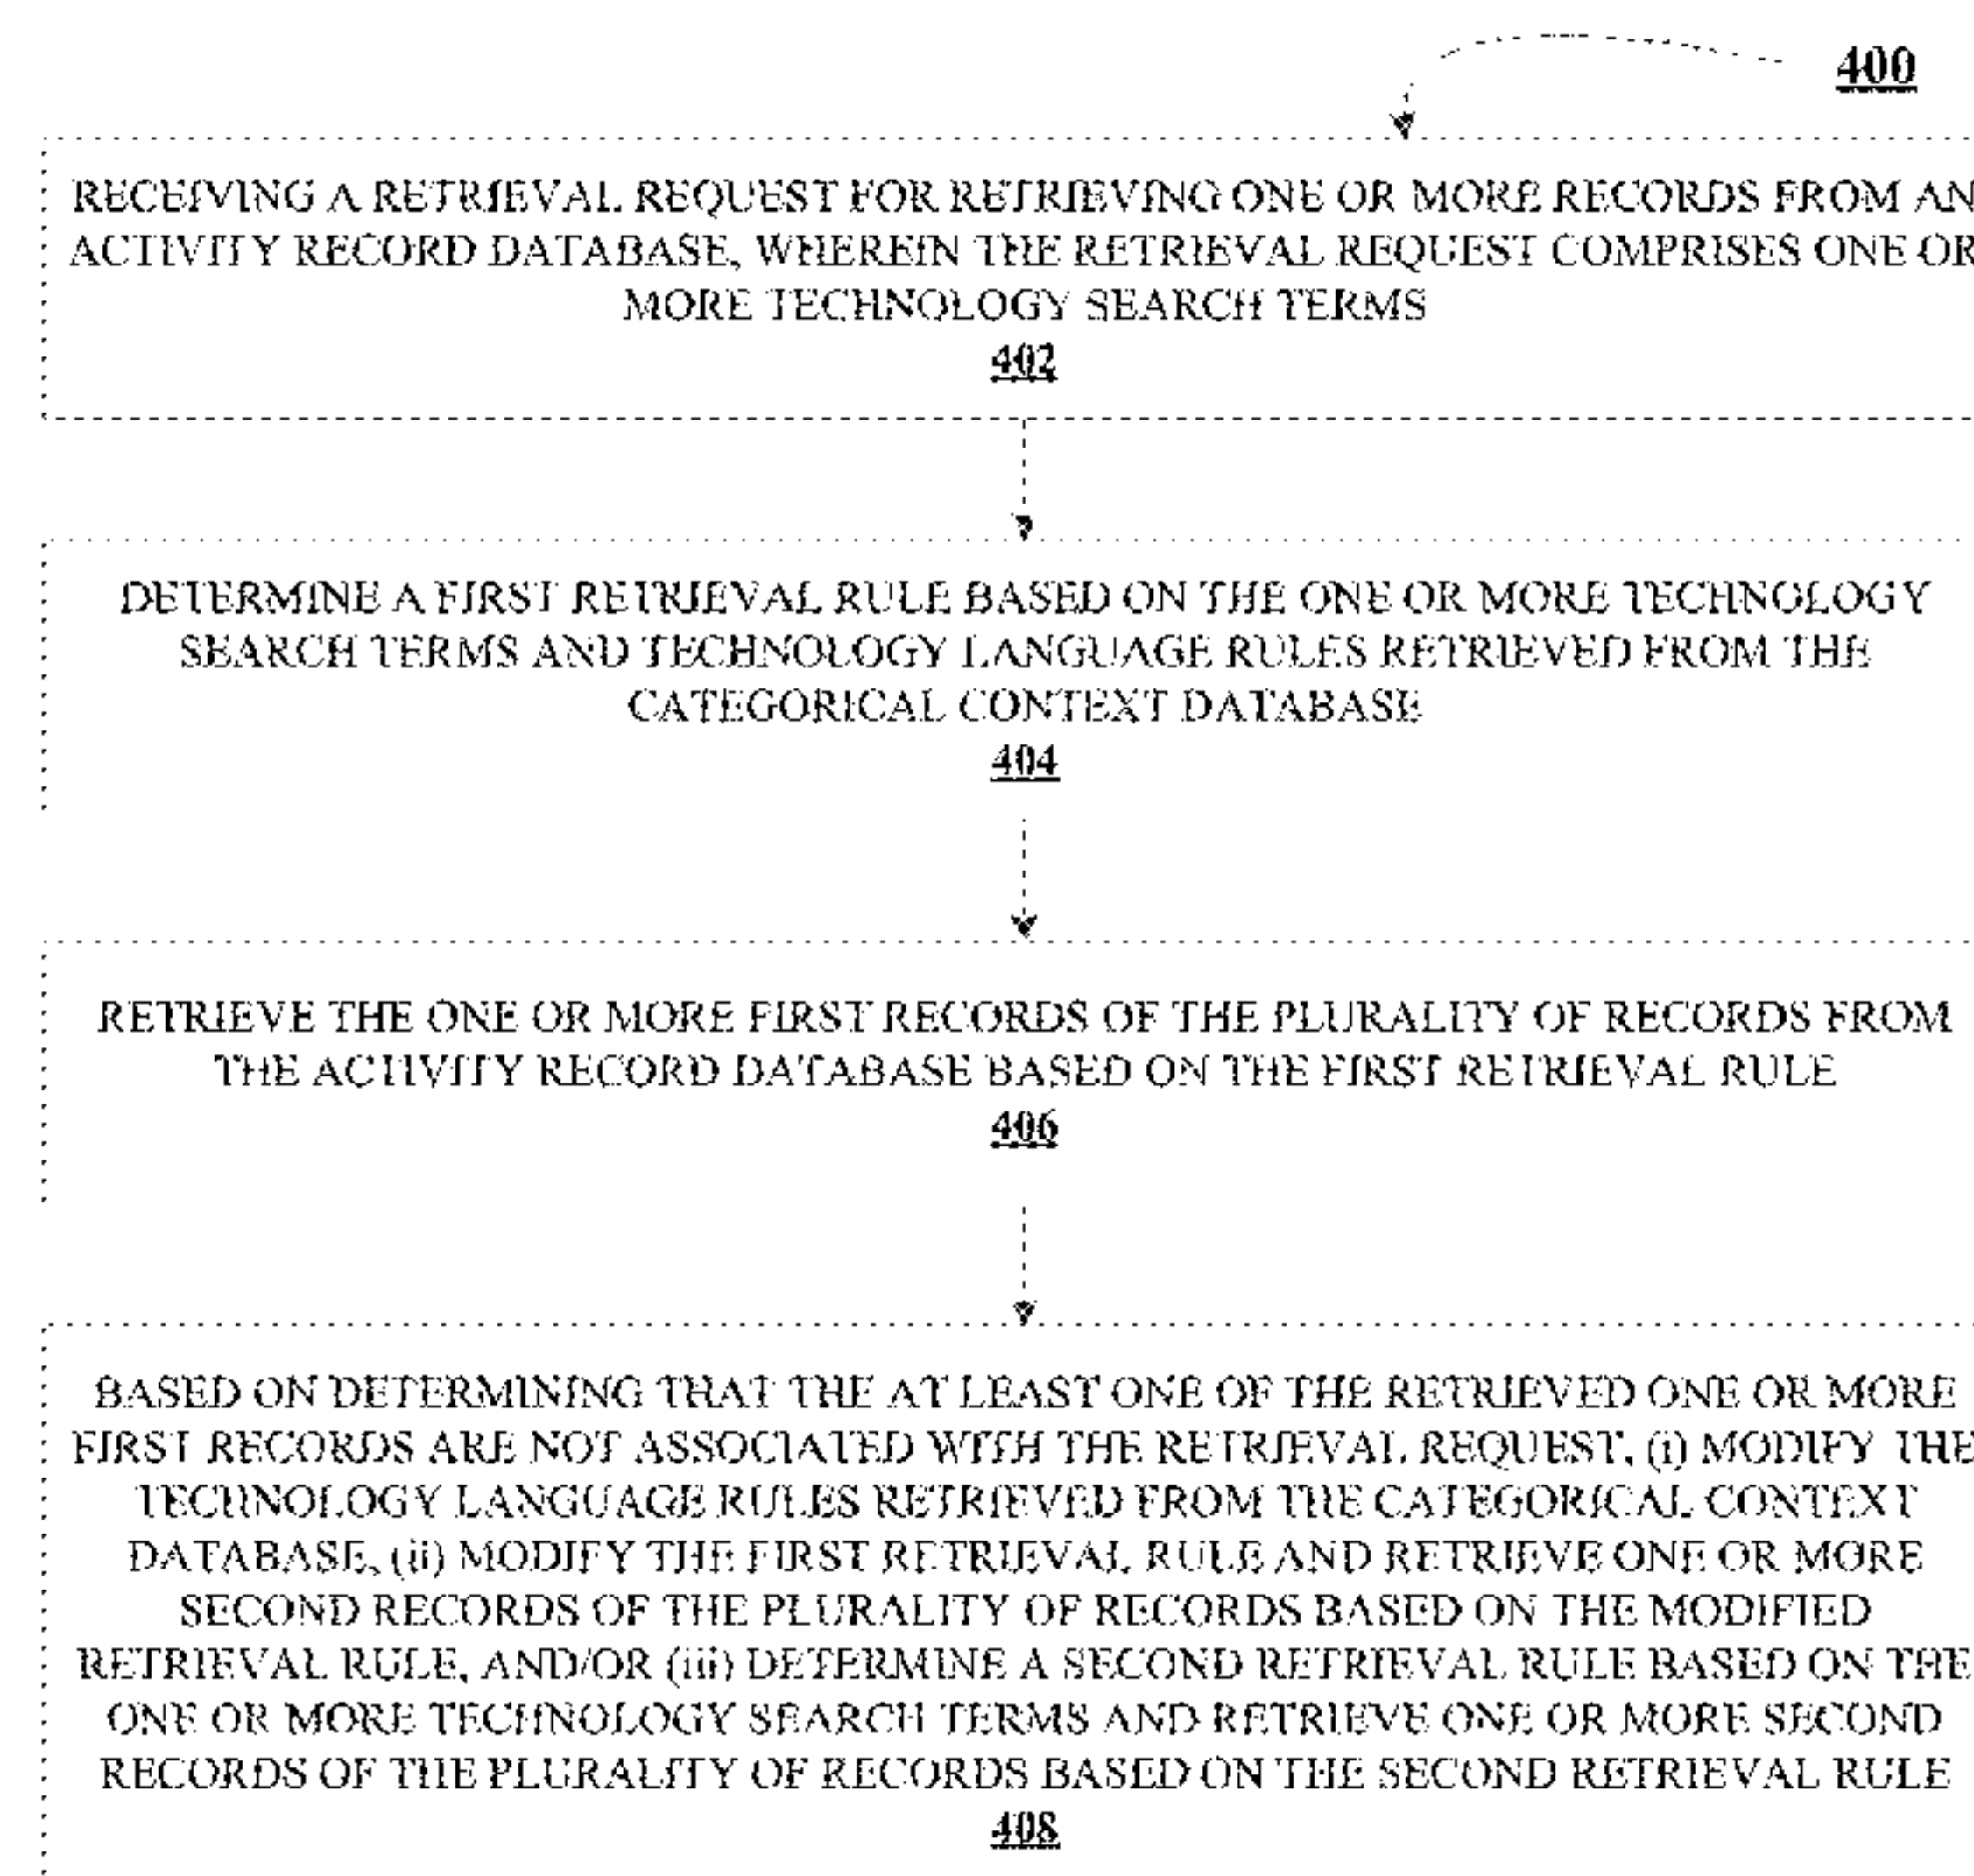 400
RECEIVING A RETRIEVAL REQUEST FOR RETRIEVING ONE OR MORE RECORDS FROM AN
ACTIVITY RECORD DATABASE, WHEREIN THE RETRIEVAL REQUEST COMPRISES ONE OR
MORE TECHNOLOGY SEARCH TERMS
402
DETERMINE A FIRST RETRIEVAL RULE BASED ON THE ONE OR MORE TECHNOLOGY
SEARCH TERMS AND TECHNOLOGY LANGUAGE RULES RETRIEVED FROM THE
CATEGORICAL CONTEXT DATABASE
404
RETRIEVE THE ONE OR MORE FIRST RECORDS OF THE PLURALITY OF RECORDS FROM
THE ACTIVITY RECORD DATABASE BASED ON THE FIRST RETRIEVAL RULE
406
BASED ON DETERMINING THAT THE AT LEAST ONE OF THE RETRIEVED ONE OR MORE
FIRST RECORDS ARE NOT ASSOCIATED WITH THE RETRIEVAL REQUEST, (i) MODIFY THE
TECHNOLOGY LANGUAGE RULES RETRIEVED FROM THE CATEGORICAL CONTEXT
DATABASE, (ii) MODIFY THE FIRST RETRIEVAL RULE AND RETRIEVE ONE OR MORE
SECOND RECORDS OF THE PLURALITY OF RECORDS BASED ON THE MODIFIED
RETRIEVAL RULE, AND/OR (iii) DETERMINE A SECOND RETRIEVAL RULE BASED ON THE
ONE OR MORE TECHNOLOGY SEARCH TERMS AND RETRIEVE ONE OR MORE SECOND
RECORDS OF THE PLURALITY OF RECORDS BASED ON THE SECOND RETRIEVAL RULE
408